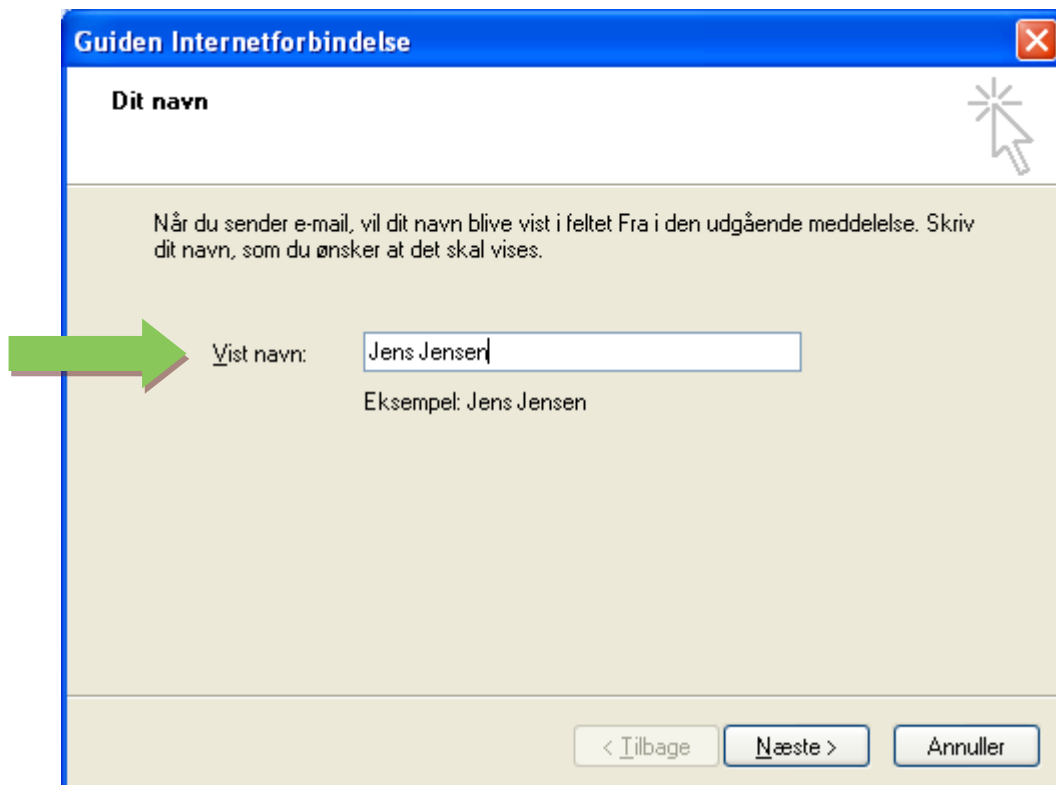 Guiden Internetforbindelse
Dit navn
Når du sender e-mail, vil dit navn blive vist i feltet Fra i den udgående meddelelse. Skriv
dit navn, som du ønsker at det skal vises.
Vist navn: Jens Jensen
Eksempel: Jens Jensen
< Tilbage Næste > Annuller